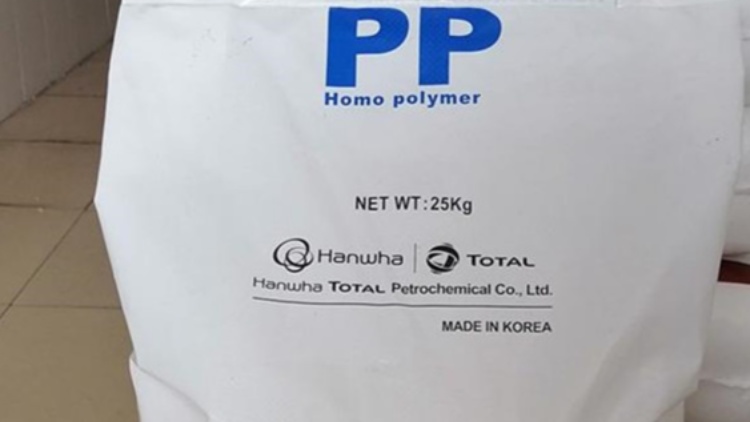 PP
Homo polymer
NET WT : 25Kg
Hanwha TOTAL
Hanwha TOTAL Petrochemical Co., Ltd.
MADE IN KOREA